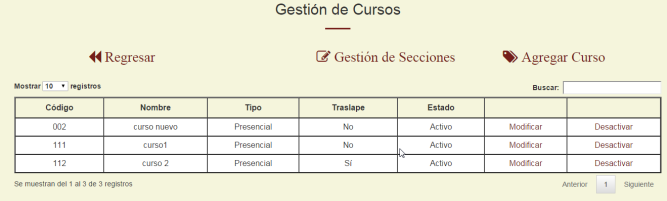 Gestión de Cursos
Regresar Gestión de Secciones Agregar Curso
Mostrar 10 registros Buscar:
Código Nombre Tipo Traslape Estado
002 curso nuevo Presencial No Activo Modificar Desactivar
111 curso1 Presencial No Activo Modificar Desactivar
112 curso 2 Presencial Sí Activo Modificar Desactivar
Se muestran del 1 al 3 de 3 registros Anterior 1 Siguiente